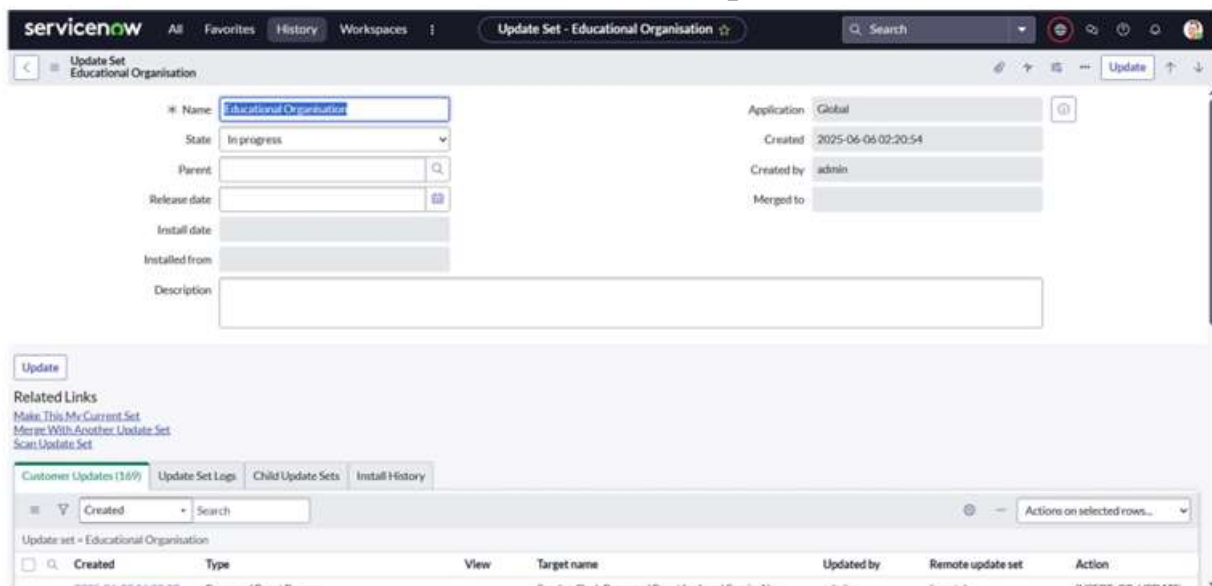 servicenow All Favorites History Workspaces Update Set - Educational Organisation Search
Update Set
Educational Organisation
Update
* Name Educational Organisation
Application Global
State In progress
Created 2025-06-06 02:20:54
Parent
Created by admin
Release date
Merged to
Install date
Installed from
Description
Update
Related Links
Make This My Current Set
Merge With Another Update Set
Scan Update Set
Customer Updates (169) Update Set Logs Child Update Sets Install History
Created Search Actions on selected rows...
Update set = Educational Organisation
Created Type View Target name Updated by Remote update set Action